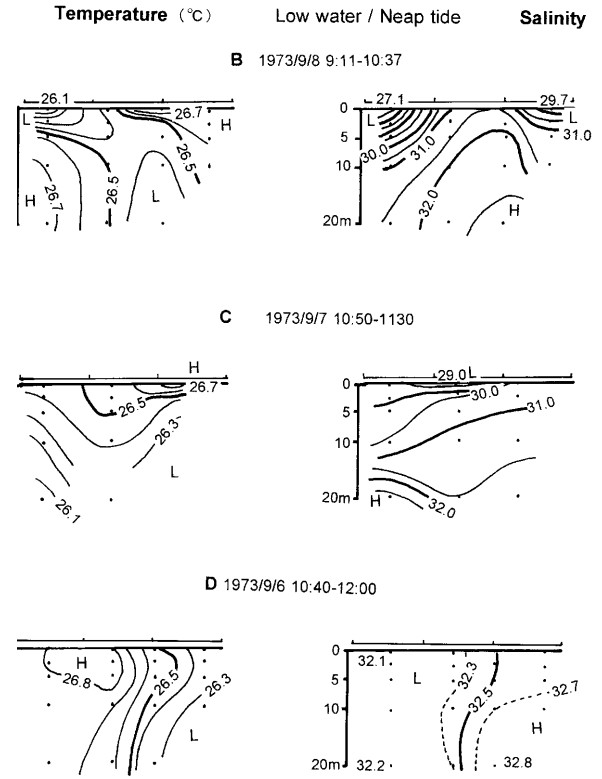 Temperature (°C) Low water / Neap tide Salinity
B 1973/9/8 9:11-10:37
26.1
L
26.7
H
26.5
26.5
H
26.7
L
27.1
29.7
0
L
L
5
31.0
30.0
31.0
10
32.0
H
20m
C 1973/9/7 10:50-1130
H
26.7
26.5
26.3
L
26.1
29.0 L
0
30.0
5
31.0
10
20m
H
32.0
D 1973/9/6 10:40-12:00
H
26.8
26.5
26.3
L
0
32.1
L
32.3
5
32.5
32.7
10
H
20m 32.2
32.8